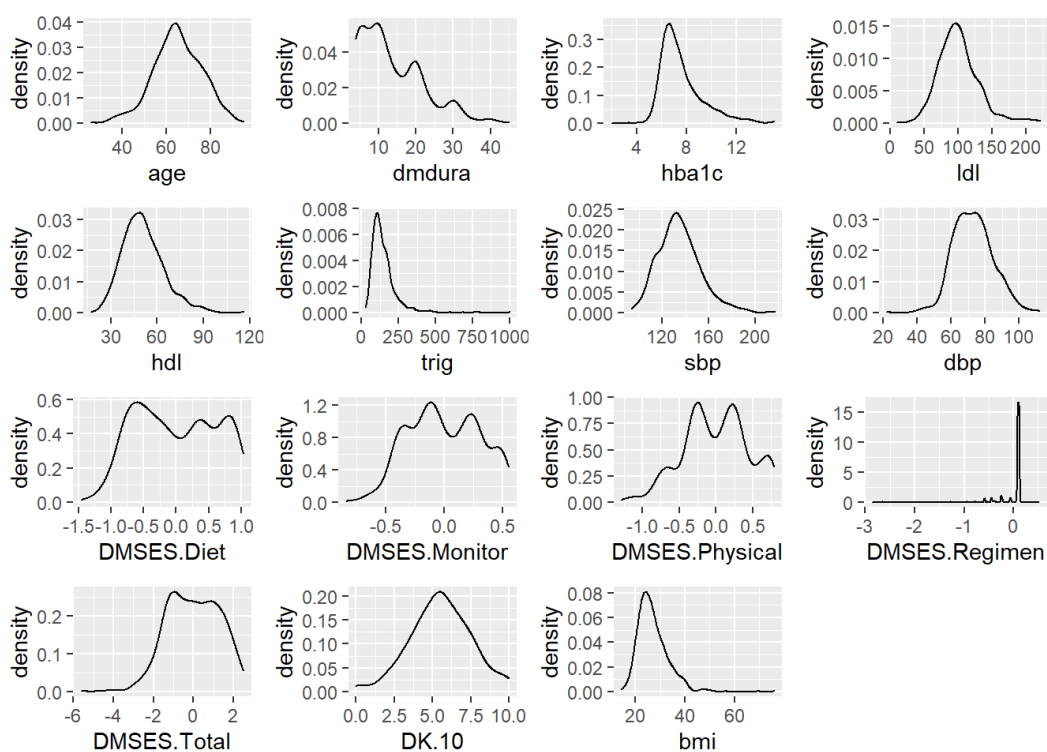 density
0.04
0.03
0.02
0.01
0.00
40 60 80
age
density
0.04
0.02
0.00
10 20 30 40
dmdura
density
0.3
0.2
0.1
0.0
4 8 12
hba1c
density
0.015
0.010
0.005
0.000
0 50 100 150 200
ldl
density
0.03
0.02
0.01
0.00
30 60 90 120
hdl
density
0.008
0.006
0.004
0.002
0.000
0 250 500 750 1000
trig
density
0.025
0.020
0.015
0.010
0.005
0.000
120 160 200
sbp
density
0.03
0.02
0.01
0.00
20 40 60 80 100
dbp
density
0.6
0.4
0.2
0.0
-1.5 -1.0 -0.5 0.0 0.5 1.0
DMSES.Diet
density
1.2
0.8
0.4
0.0
-0.5 0.0 0.5
DMSES.Monitor
density
1.00
0.75
0.50
0.25
0.00
-1.0 -0.5 0.0 0.5
DMSES.Physical
density
15
10
5
0
-3 -2 -1 0
DMSES.Regimen
density
0.2
0.1
0.0
-6 -4 -2 0 2
DMSES.Total
density
0.20
0.15
0.10
0.05
0.00
0.0 2.5 5.0 7.5 10.0
DK.10
density
0.08
0.06
0.04
0.02
0.00
20 40 60
bmi